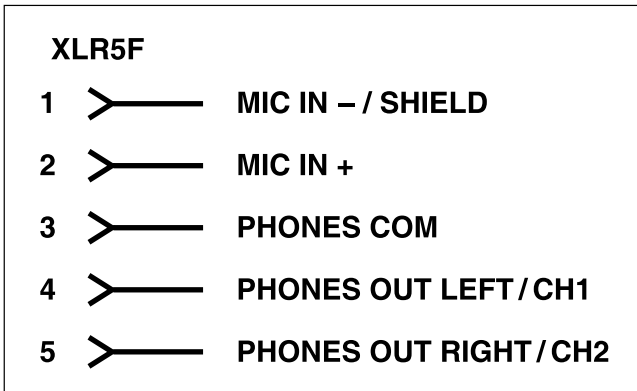 XLR5F
1 MIC IN – / SHIELD
2 MIC IN +
3 PHONES COM
4 PHONES OUT LEFT / CH1
5 PHONES OUT RIGHT / CH2